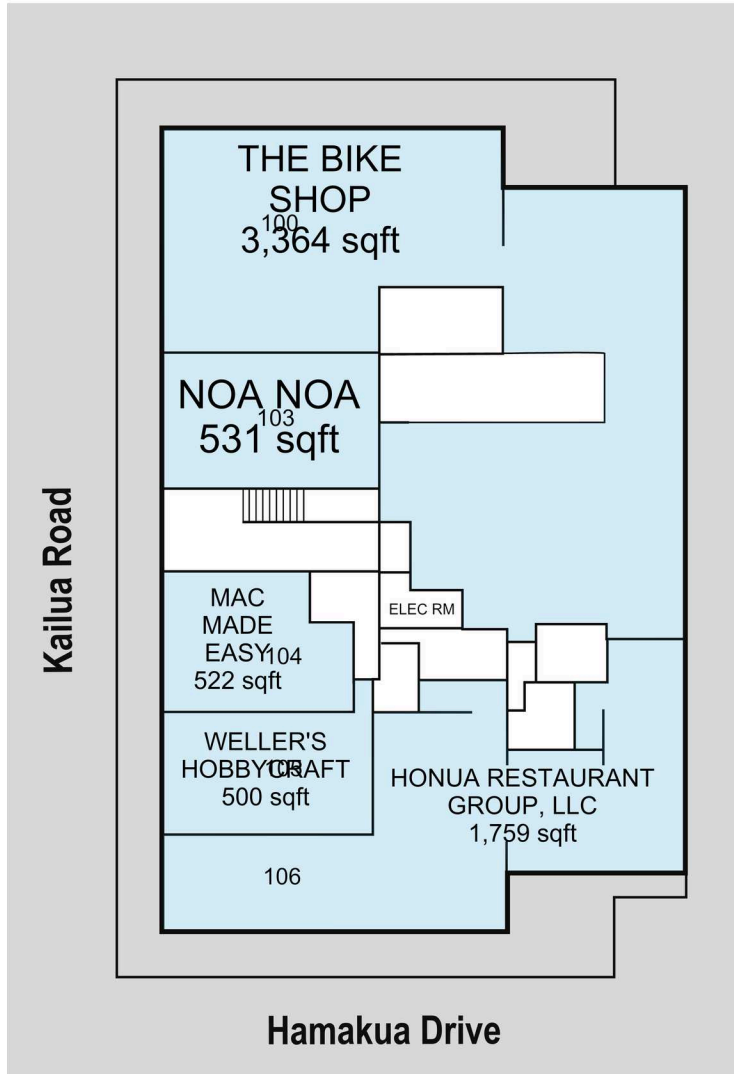 THE BIKE
SHOP
100
3,364 sqft
NOA NOA
103
531 sqft
Kailua Road
ELEC RM
MAC
MADE
EASY
104
522 sqft
WELLER'S
HOBBYCRAFT
105
500 sqft
HONUA RESTAURANT
GROUP, LLC
1,759 sqft
106
Hamakua Drive